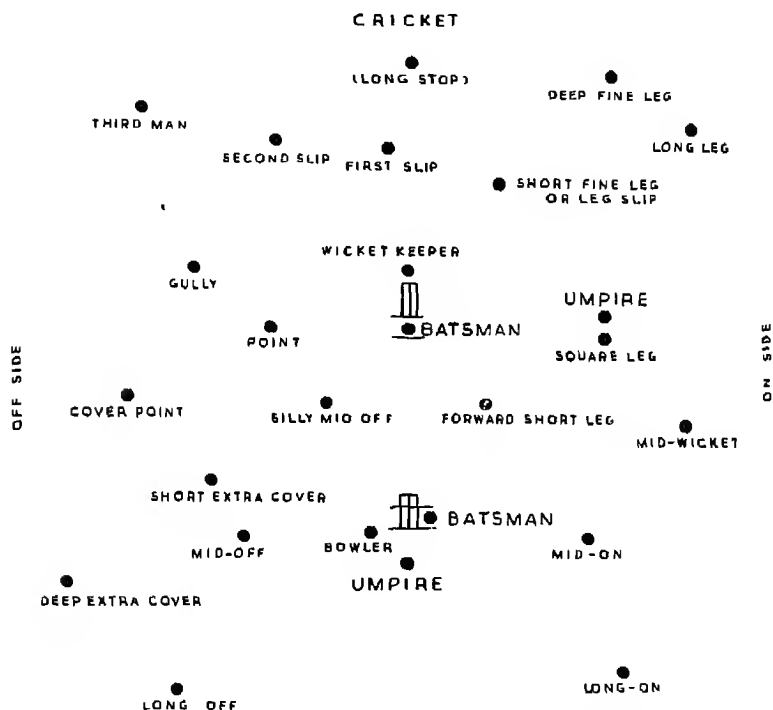 CRICKET
(LONG STOP)
DEEP FINE LEG
THIRD MAN
SECOND SLIP
FIRST SLIP
LONG LEG
SHORT FINE LEG
OR LEG SLIP
WICKET KEEPER
GULLY
UMPIRE
BATSMAN
POINT
SQUARE LEG
OFF SIDE
ON SIDE
COVER POINT
SILLY MID OFF
FORWARD SHORT LEG
MID-WICKET
SHORT EXTRA COVER
BATSMAN
MID-OFF
BOWLER
MID-ON
UMPIRE
DEEP EXTRA COVER
LONG OFF
LONG-ON